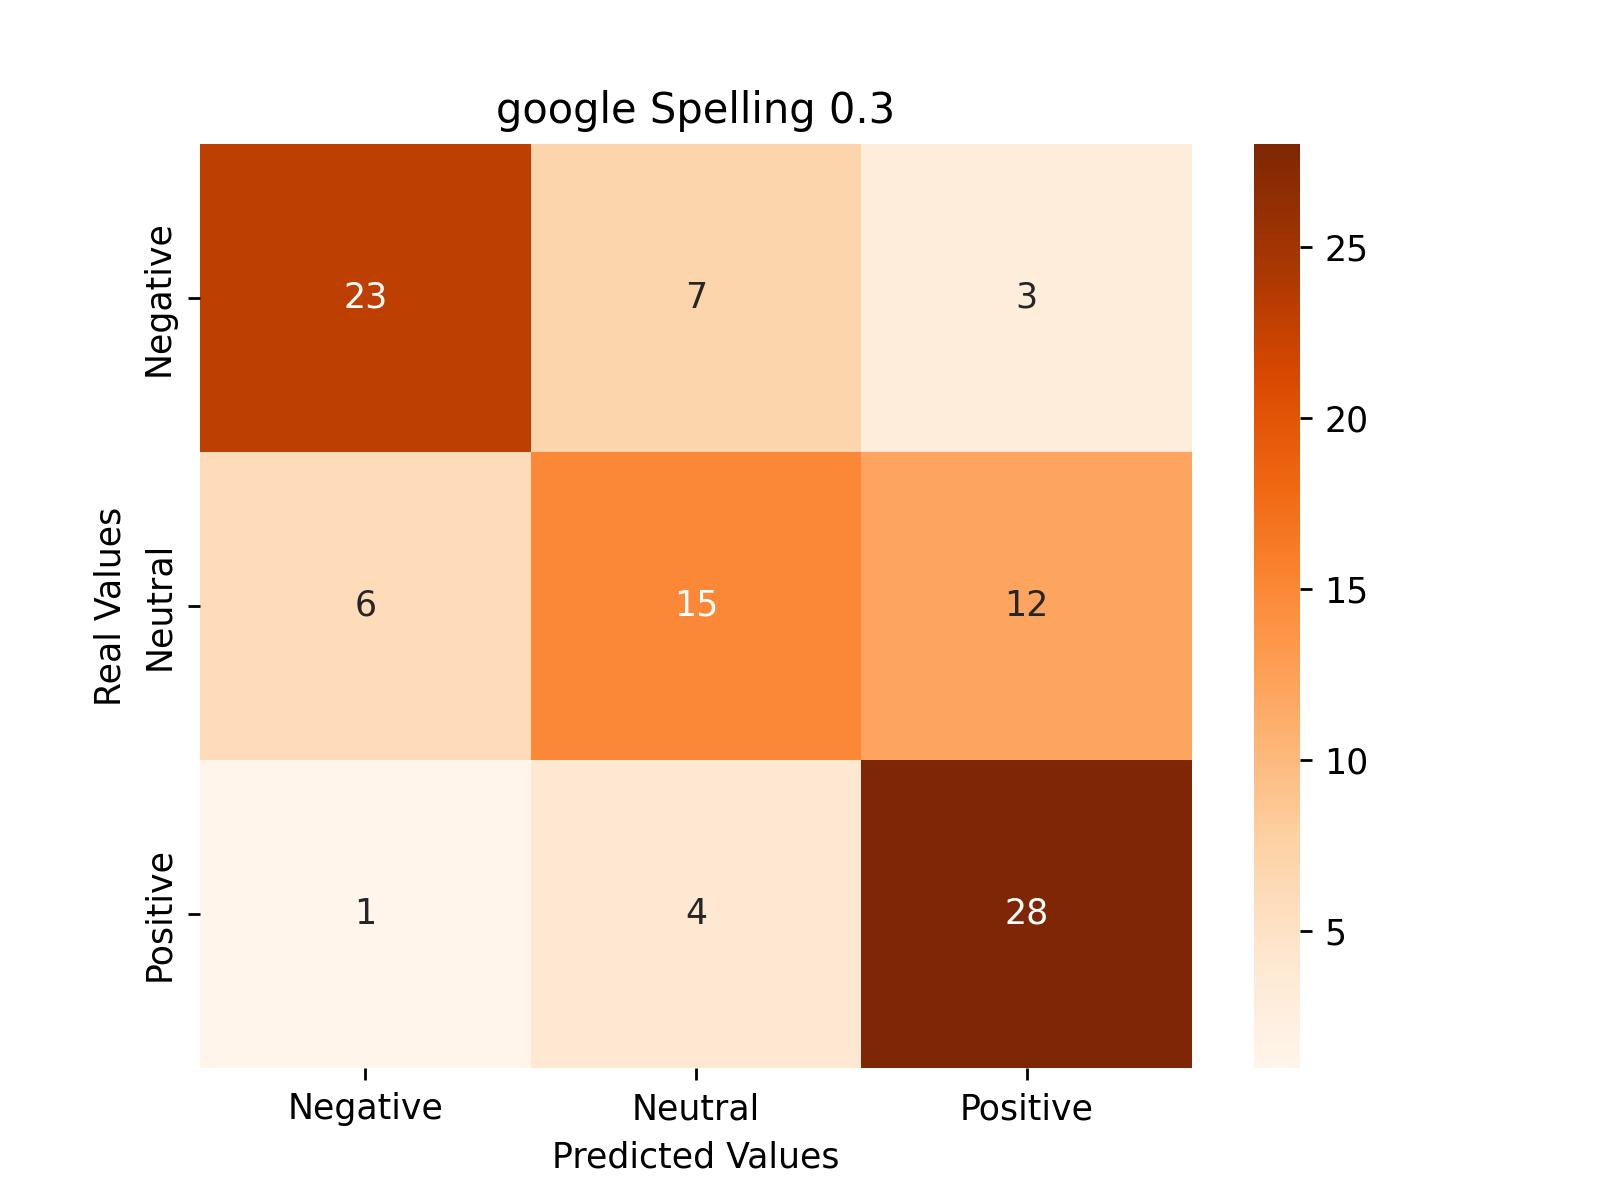 google Spelling 0.3
Real Values
Negative
23 7 3
Neutral
6 15 12
Positive
1 4 28
Negative Neutral Positive
Predicted Values
25
20
15
10
5